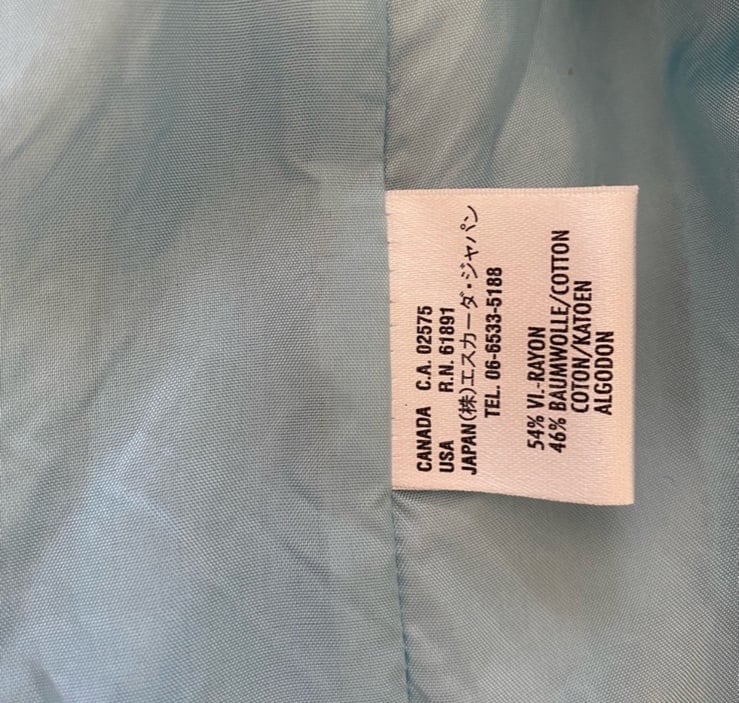 CANADA C.A. 02575
USA R.N. 61891
JAPAN(株)エスカーダ・ジャパン
TEL. 06-6533-5188
54% VI.-RAYON
46% BAUMWOLLE/COTTON
COTON/KATOEN
ALGODON